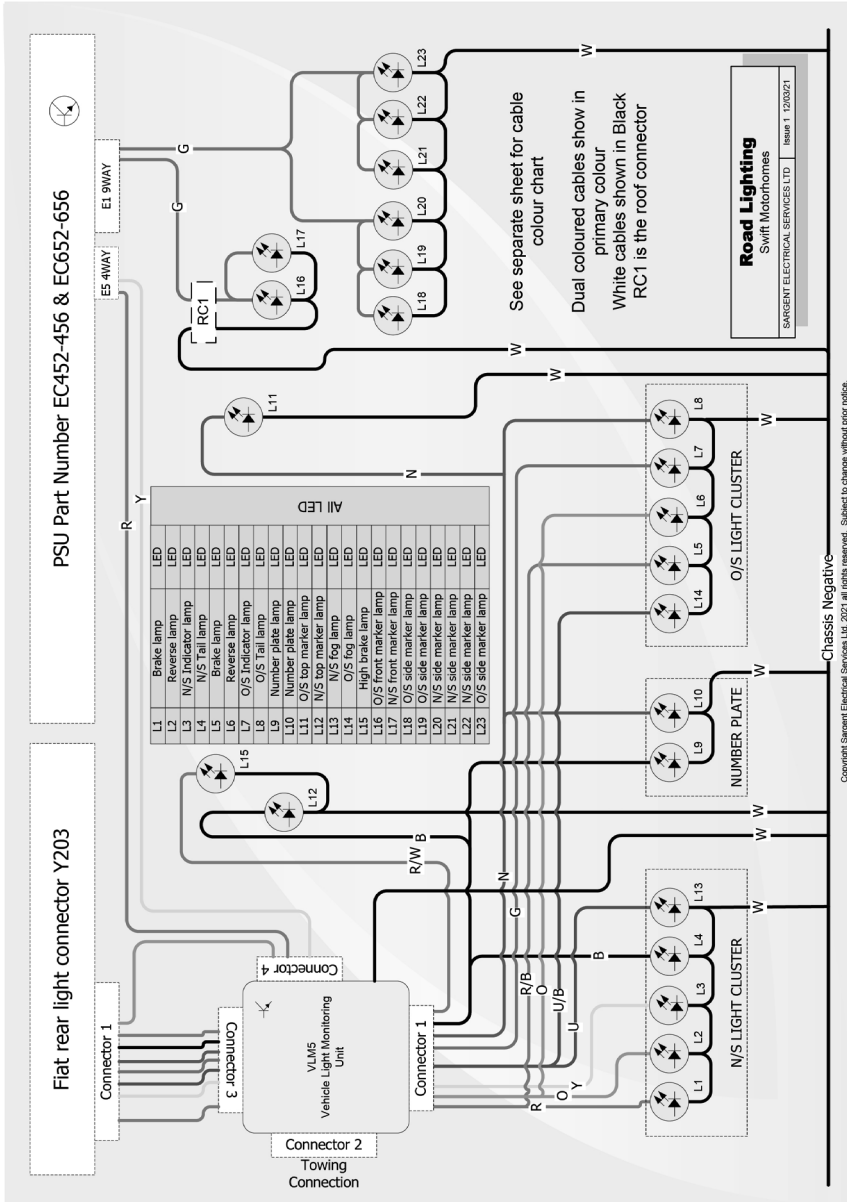 Fiat rear light connector Y203
PSU Part Number EC452-456 & EC652-656
Connector 1
E5 4WAY
E1 9WAY
Connector 3
Connector 4
VLM5
Vehicle Light Monitoring
Unit
Connector 2
Towing
Connection
Connector 1
R
Y
G
G
RC1
L15
L12
R/W
B
L1 Brake lamp LED
L2 Reverse lamp LED
L3 N/S Indicator lamp LED
L4 N/S Tail lamp LED
L5 Brake lamp LED
L6 Reverse lamp LED
L7 O/S Indicator lamp LED
L8 O/S Tail lamp LED
L9 Number plate lamp LED
L10 Number plate lamp LED
L11 O/S top marker lamp LED
L12 N/S top marker lamp LED
L13 N/S fog lamp LED
L14 O/S fog lamp LED
L15 High brake lamp LED
L16 O/S front marker lamp LED
L17 N/S front marker lamp LED
L18 O/S side marker lamp LED
L19 O/S side marker lamp LED
L20 N/S side marker lamp LED
L21 N/S side marker lamp LED
L22 N/S side marker lamp LED
L23 O/S side marker lamp LED
All LED
N
L11
L16
L17
L18
L19
L20
L21
L22
L23
W
N
G
R/B
O
U/B
U
R
O
Y
B
L1
L2
L3
L4
L13
N/S LIGHT CLUSTER
L9
L10
NUMBER PLATE
L14
L5
L6
L7
L8
O/S LIGHT CLUSTER
W
W
W
W
W
W
W
See separate sheet for cable
colour chart
Dual coloured cables show in
primary colour
White cables shown in Black
RC1 is the roof connector
Road Lighting
Swift Motorhomes
SARGENT ELECTRICAL SERVICES LTD
Issue 1 12/03/21
Chassis Negative
Copyright Sargent Electrical Services Ltd. 2021 all rights reserved. Subject to change without prior notice.